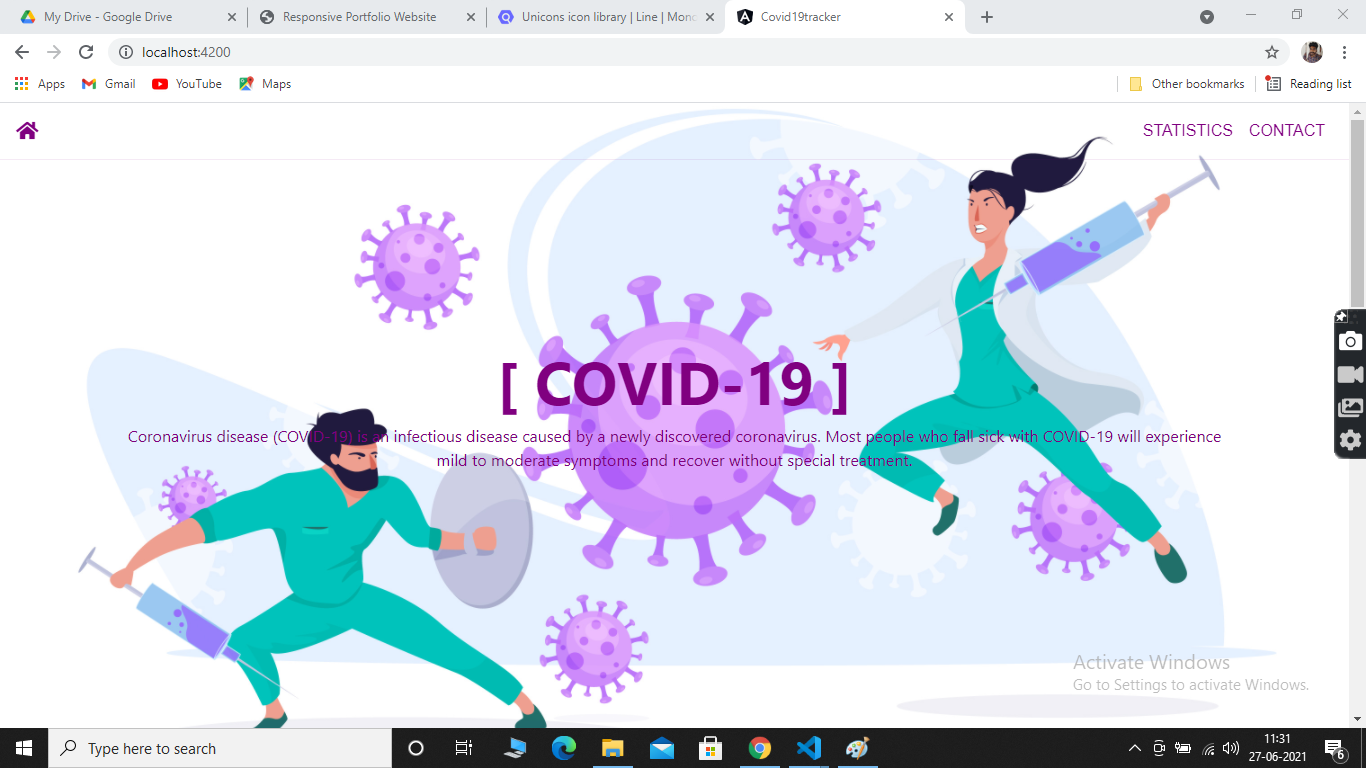 My Drive - Google Drive
Responsive Portfolio Website
Unicons icon library | Line | Mono
Covid19tracker
localhost:4200
Apps
Gmail
YouTube
Maps
Other bookmarks
Reading list
STATISTICS
CONTACT
[ COVID-19 ]
Coronavirus disease (COVID-19) is an infectious disease caused by a newly discovered coronavirus. Most people who fall sick with COVID-19 will experience
mild to moderate symptoms and recover without special treatment.
Activate Windows
Go to Settings to activate Windows.
Type here to search
11:31
27-06-2021
6